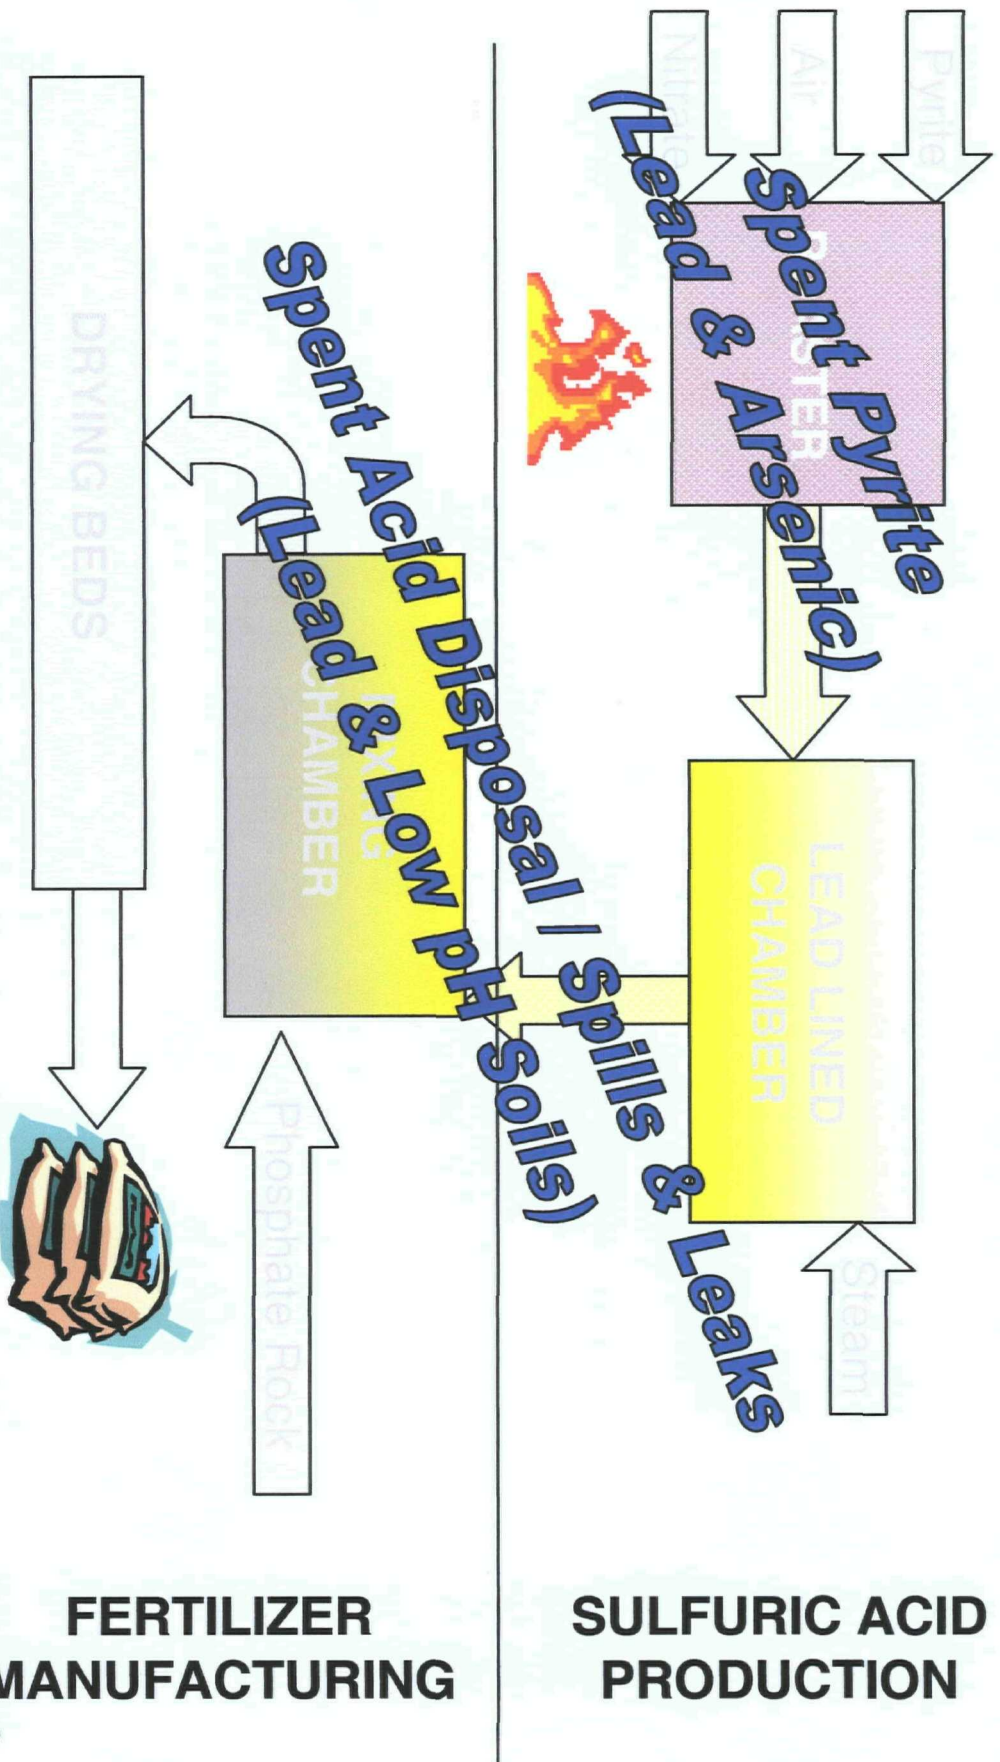 Pyrite
Air
Nitrate
Spent Pyrite
(Lead & Arsenic)
LEAD LINED
CHAMBER
Steam
SULFURIC ACID
PRODUCTION
Spent Acid Disposal / Spills & Leaks
(Lead & Low pH Soils)
CHAMBER
Phosphate Rock
DRYING BEDS
FERTILIZER
MANUFACTURING